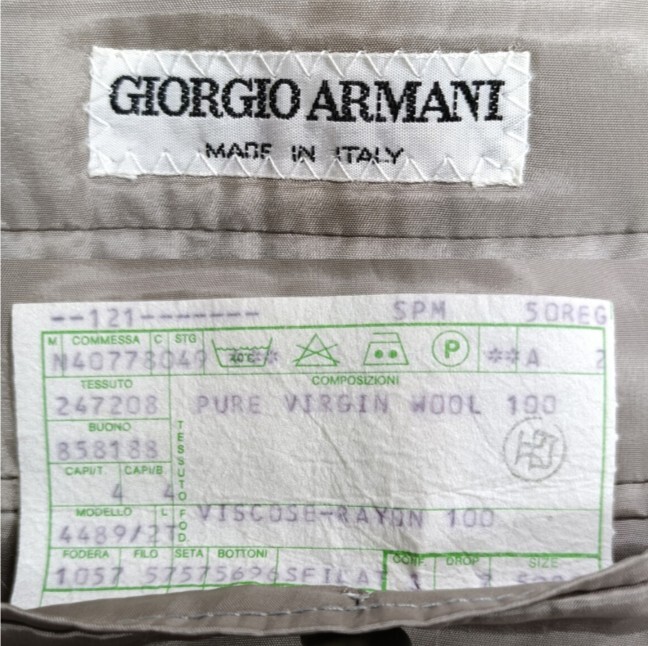 GIORGIO ARMANI
MADE IN ITALY
--121------- SPM 50REG
M COMMESSA C STG
N40778049 **A 2
P
COMPOSIZIONI
TESSUTO
247208 PURE VIRGIN WOOL 100
BUONO
858188
TESSUTO
CAPI/T CAPI/B
4 4
MODELLO L FOD.
4489/2T VISCOSE-RAYON 100
FODERA FILO SETA BOTTONI CONF DROP SIZE
1057 57575626SFILAT